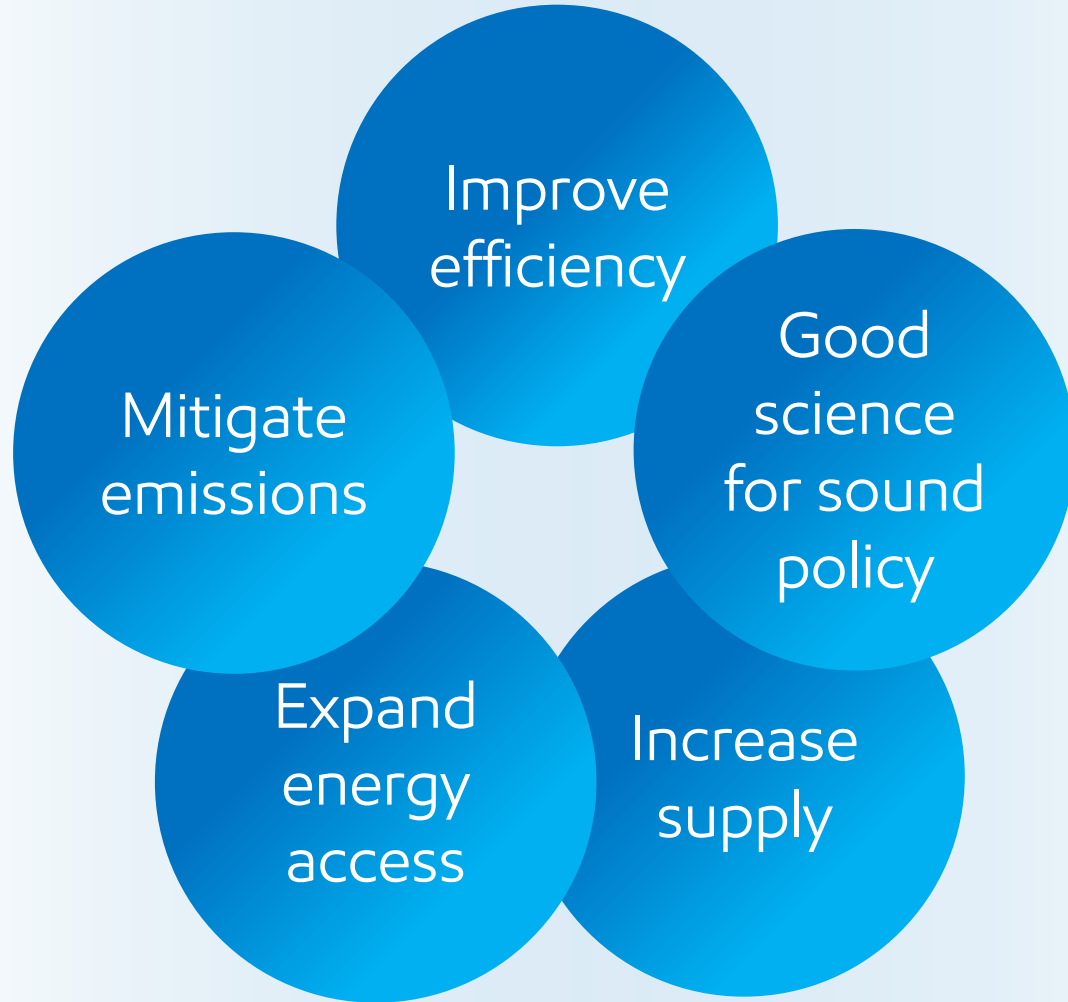 Improve
efficiency
Good
science
for sound
policy
Mitigate
emissions
Expand
energy
access
Increase
supply